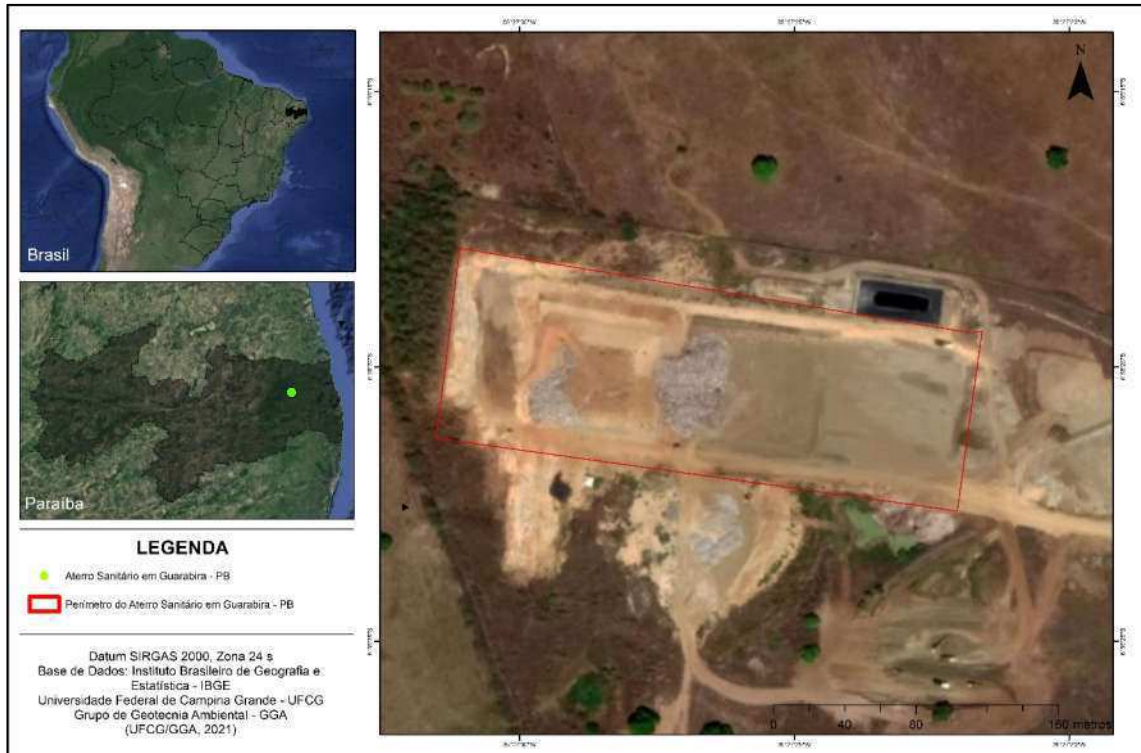 Brasil
Paraíba
LEGENDA
Aterro Sanitário em Guarabira - PB
Perímetro do Aterro Sanitário em Guarabira - PB
Datum SIRGAS 2000, Zona 24 s
Base de Dados: Instituto Brasileiro de Geografia e
Estatística - IBGE
Universidade Federal de Campina Grande - UFCG
Grupo de Geotecnia Ambiental - GGA
(UFCG/GGA, 2021)
N
0 40 80 160 metros